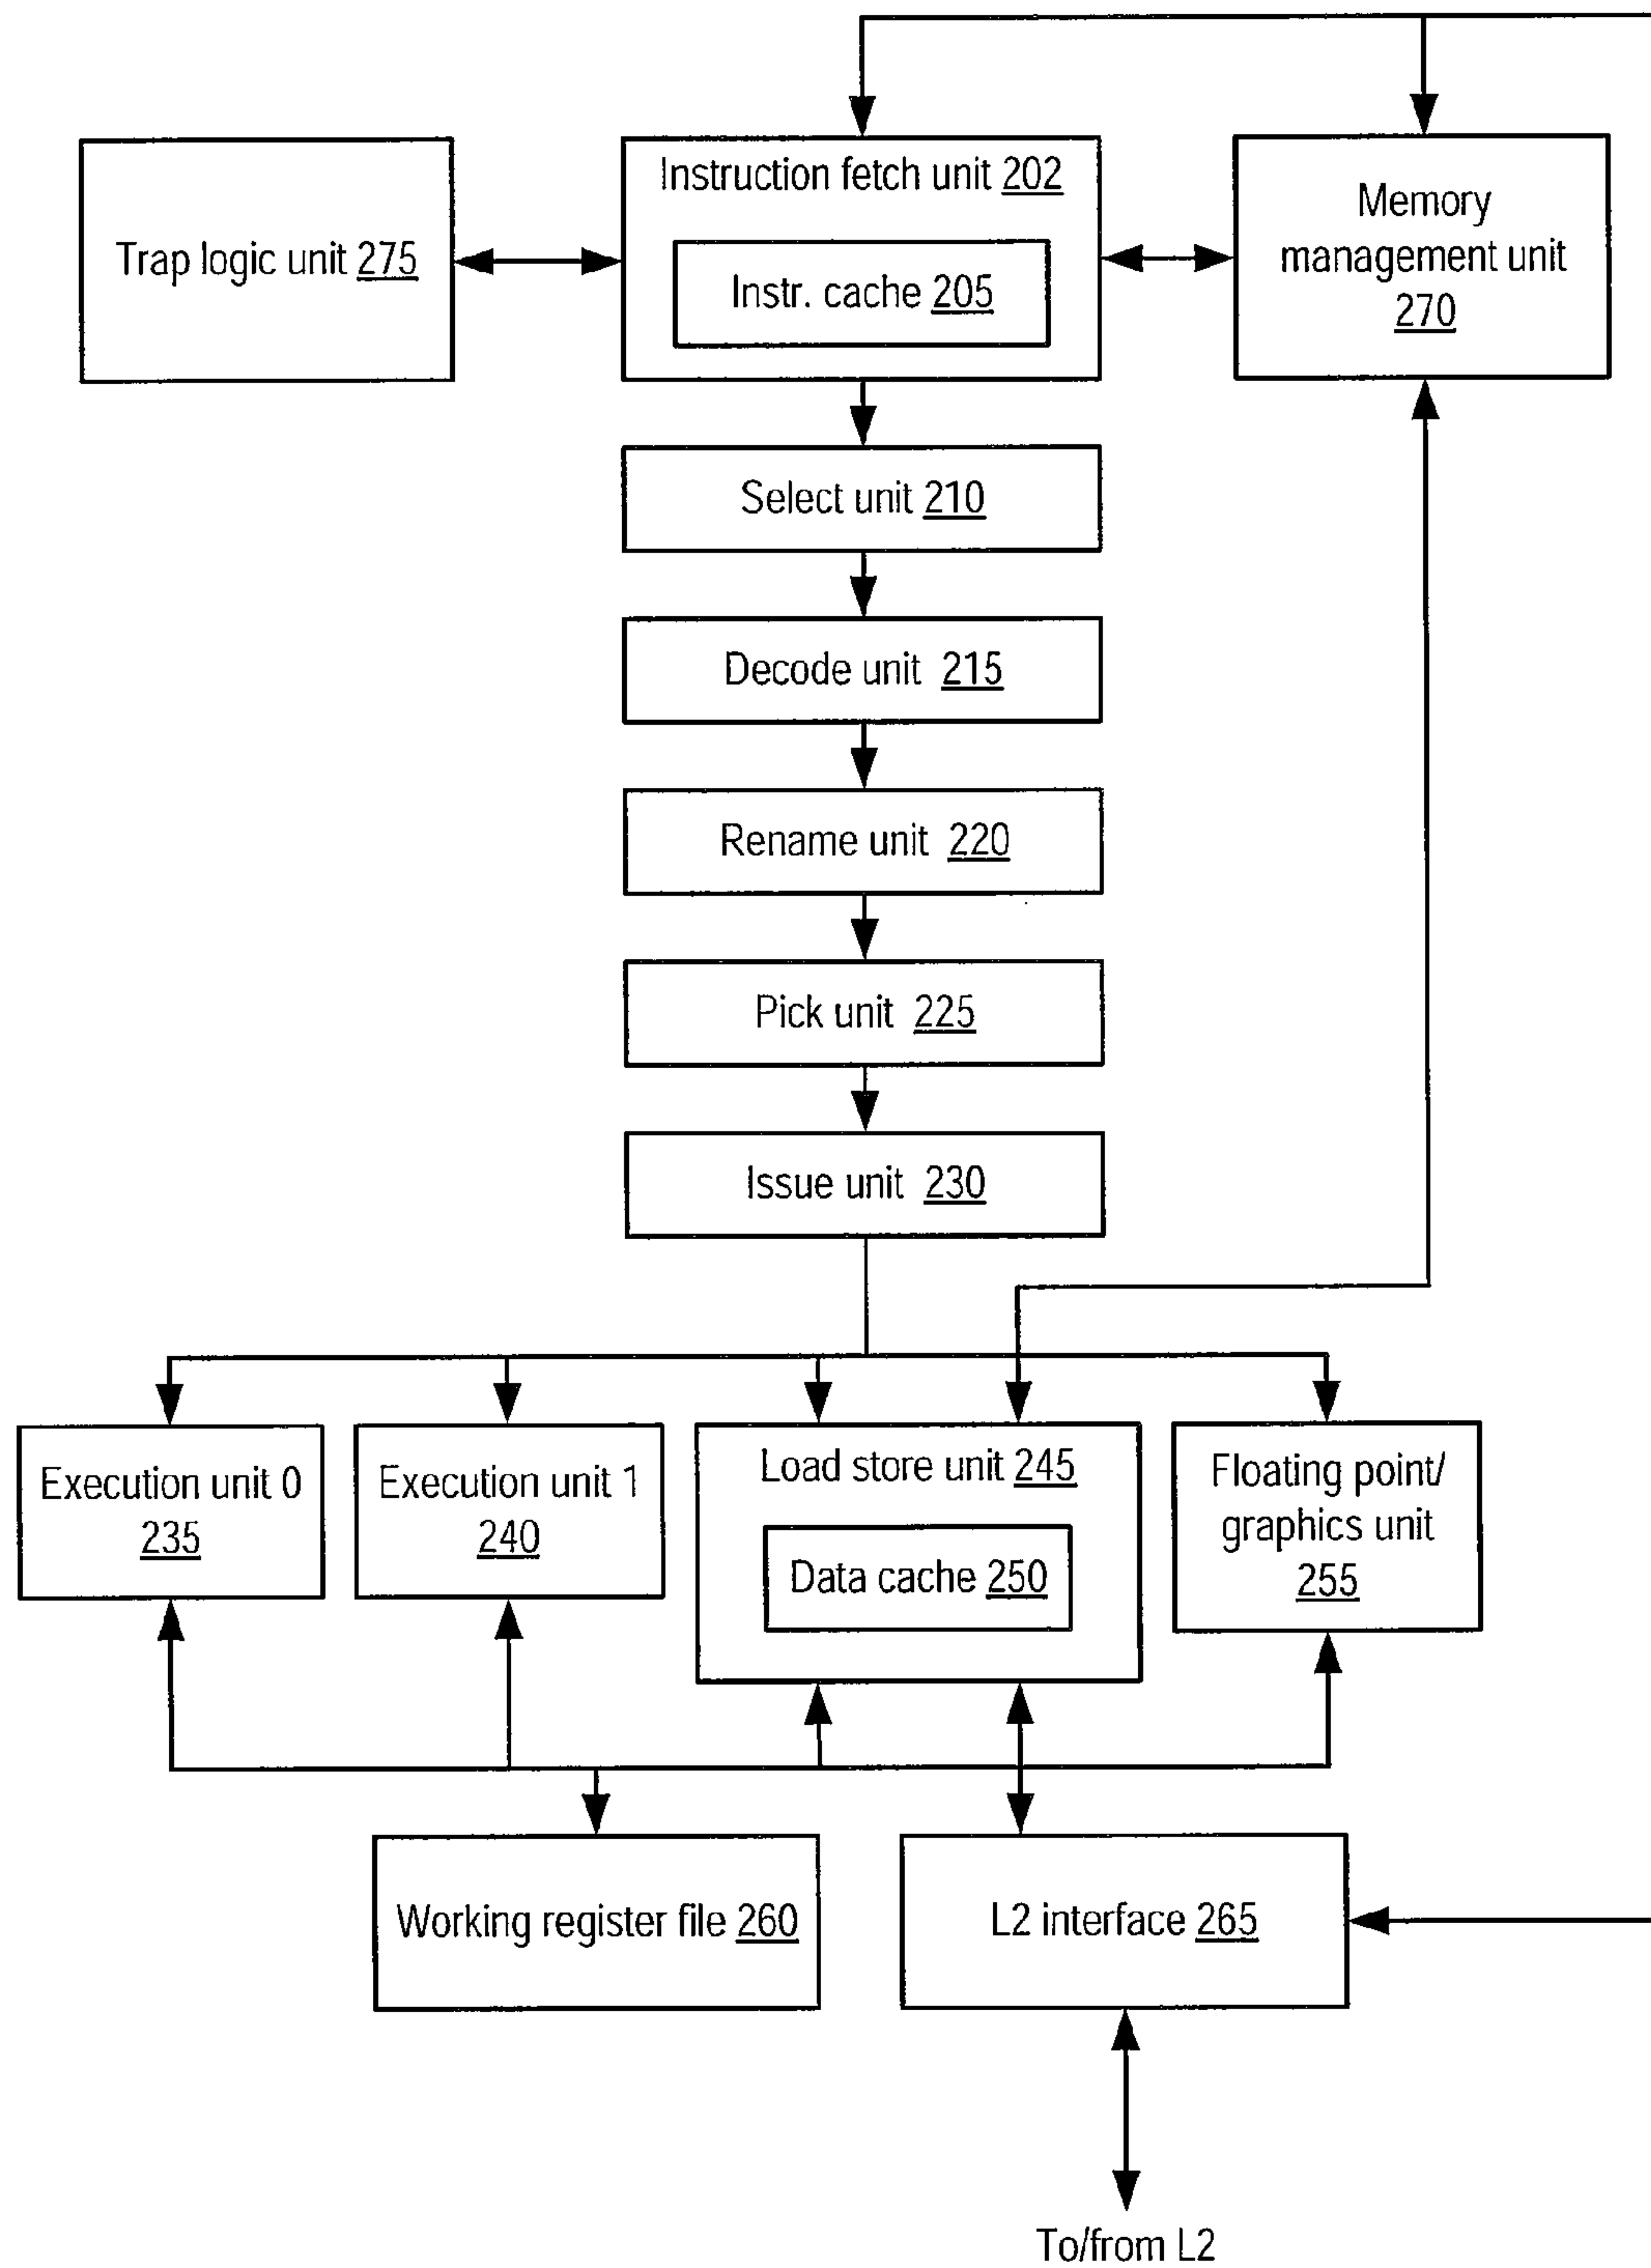 Trap logic unit 275
Instruction fetch unit 202
Instr. cache 205
Memory
management unit
270
Select unit 210
Decode unit 215
Rename unit 220
Pick unit 225
Issue unit 230
Execution unit 0
235
Execution unit 1
240
Load store unit 245
Data cache 250
Floating point/
graphics unit
255
Working register file 260
L2 interface 265
To/from L2